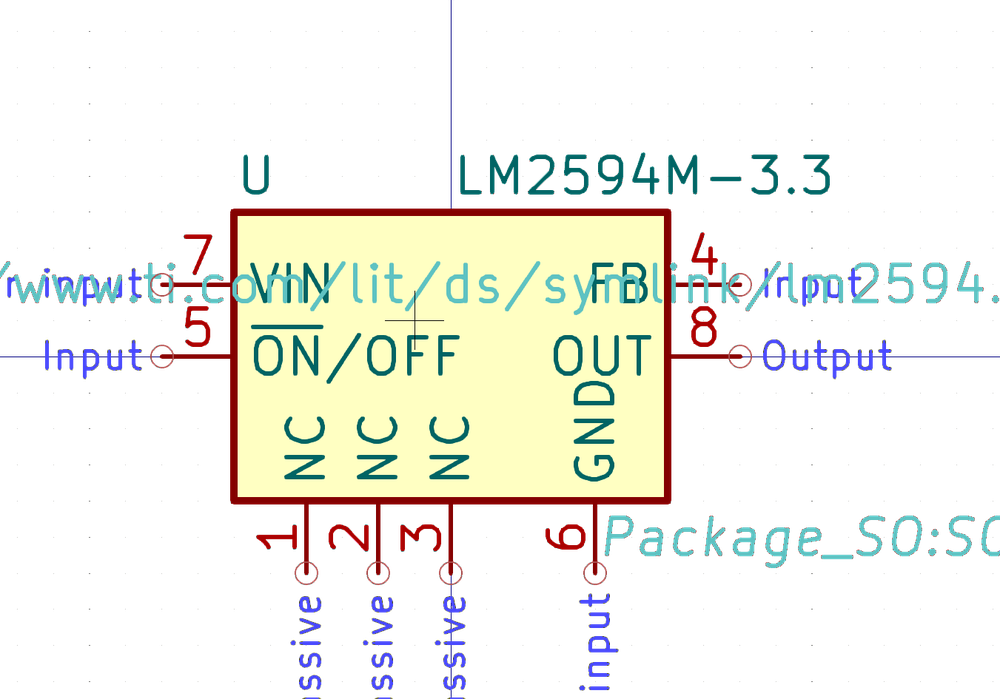 U LM2594M-3.3
7 4
r input VIN FB Input
/www.ti.com/lit/ds/symlink/lm2594.
5 8
Input ON/OFF OUT Output
NC NC NC GND
1 2 3 6
Package_SO:SO
ssive ssive ssive input